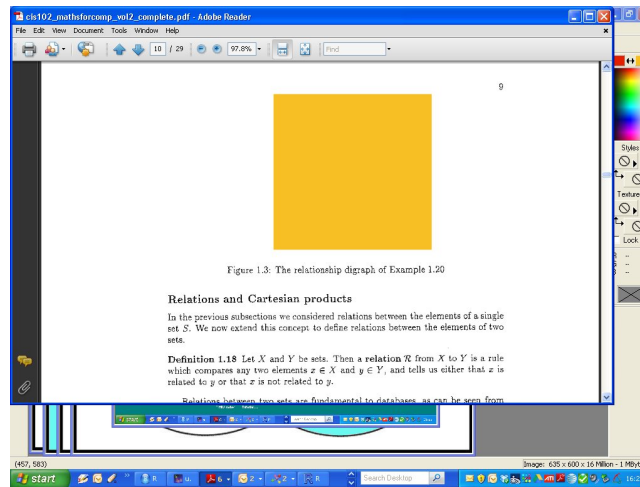 cis102_mathsforcomp_vol2_complete.pdf - Adobe Reader
File Edit View Document Tools Window Help
10 / 29 97.8% Find
9
Figure 1.3: The relationship digraph of Example 1.20
Relations and Cartesian products
In the previous subsections we considered relations between the elements of a single
set S. We now extend this concept to define relations between the elements of two
sets.
Definition 1.18 Let X and Y be sets. Then a relation R from X to Y is a rule
which compares any two elements x ∈ X and y ∈ Y, and tells us either that x is
related to y or that x is not related to y.
Relations between two sets are fundamental to databases, as can be seen from
Styles
Texture
Lock
(457, 583) Image: 635 x 600 x 16 Million - 1 MByt
start R u. 6 2 2 R Search Desktop 16: